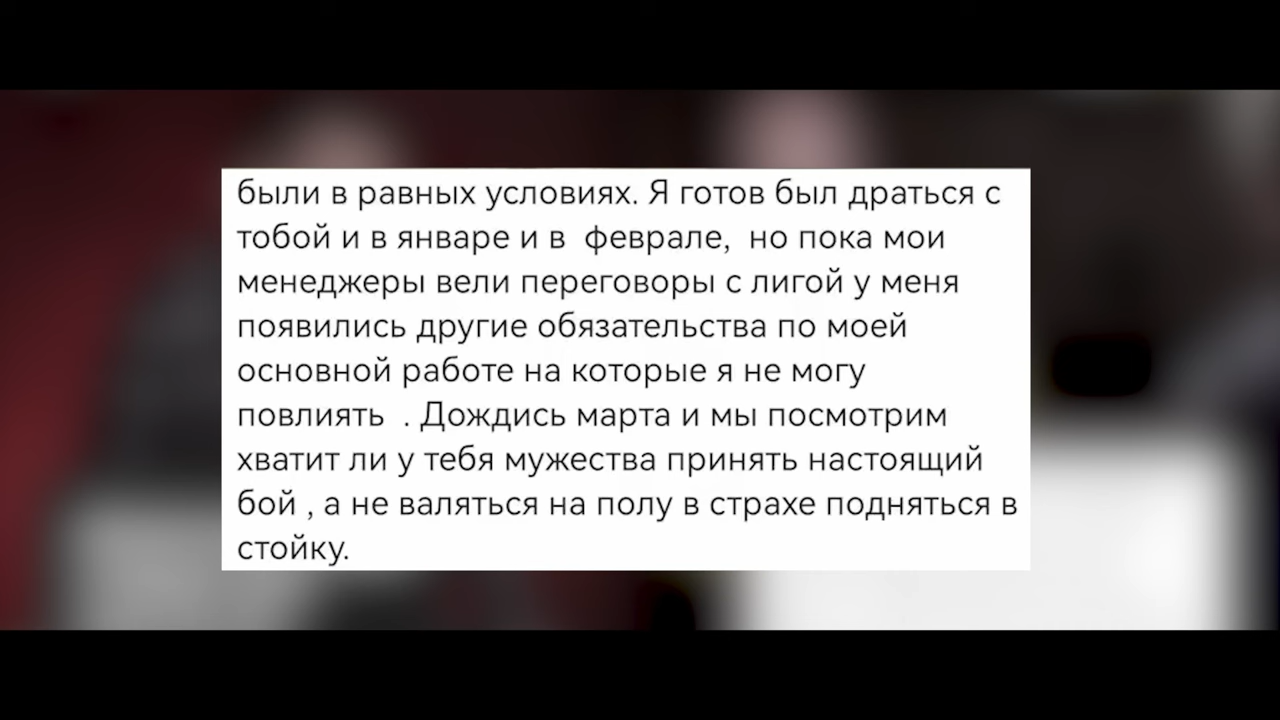 были в равных условиях. Я готов был драться с
тобой и в январе и в  феврале,  но пока мои
менеджеры вели переговоры с лигой у меня
появились другие обязательства по моей
основной работе на которые я не могу
повлиять  . Дождись марта и мы посмотрим
хватит ли у тебя мужества принять настоящий
бой , а не валяться на полу в страхе подняться в
стойку.